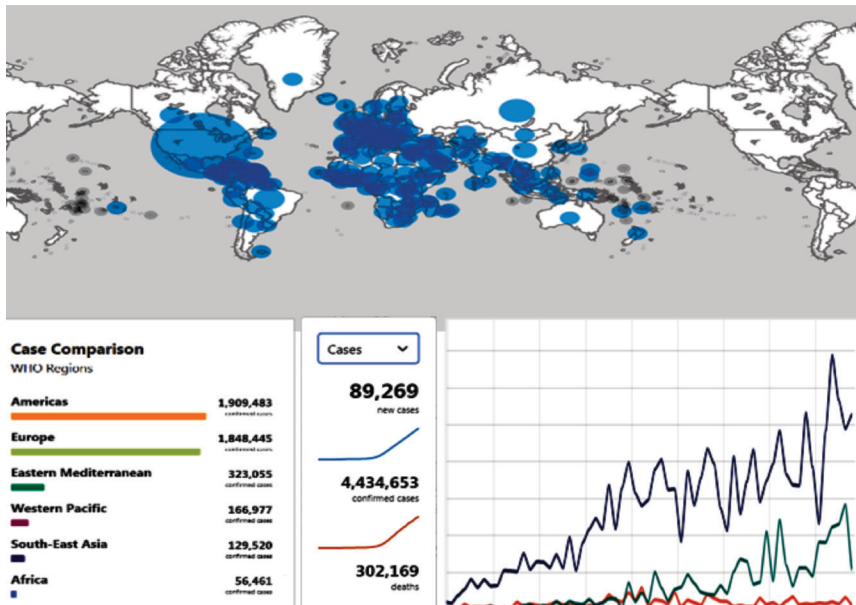 Case Comparison
WHO Regions
Americas 1,909,483
confirmed cases
Europe 1,848,445
confirmed cases
Eastern Mediterranean 323,055
confirmed cases
Western Pacific 166,977
confirmed cases
South-East Asia 129,520
confirmed cases
Africa 56,461
confirmed cases
Cases
89,269
new cases
4,434,653
confirmed cases
302,169
deaths